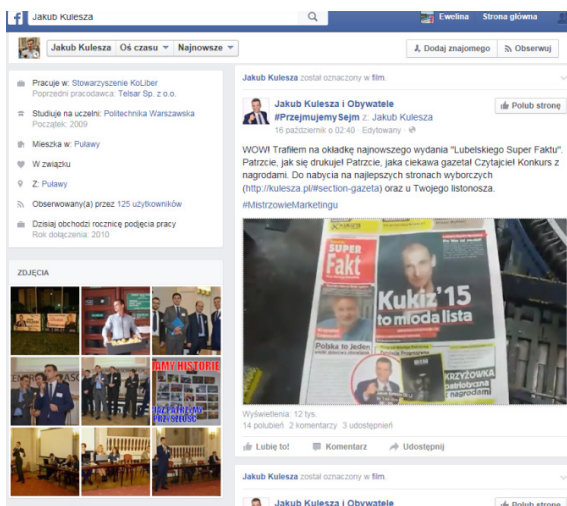 Jakub Kulesza
Ewelina Strona główna
Jakub Kulesza Oś czasu Najnowsze
Dodaj znajomego Obserwuj
Pracuje w: Stowarzyszenie KoLiber
Poprzedni pracodawca: Telsar Sp. z o.o.
Studiuje na uczelni: Politechnika Warszawska
Początek: 2009
Mieszka w: Puławy
W związku
Z: Puławy
Obserwowany(a) przez 125 użytkowników
Dzisiaj obchodzi rocznicę podjęcia pracy
Rok dołączenia: 2010
ZDJĘCIA
AMY HISTORIE
Jakub Kulesza został oznaczony w film.
Jakub Kulesza i Obywatele
#PrzejmujemySejm z: Jakub Kulesza
16 październik o 02:40 · Edytowany ·
Polub stronę
WOW! Trafiłem na okładkę najnowszego wydania "Lubelskiego Super Faktu".
Patrzcie, jak się drukuje! Patrzcie, jaka ciekawa gazeta! Czytajcie! Konkurs z
nagrodami. Do nabycia na najlepszych stronach wyborczych
(http://kulesza.pl/#section-gazeta) oraz u Twojego listonosza.
#MistrzowieMarketingu
SUPER
Fakt
Kukiz'15
to młoda lista
Polska to Jeden
KRZYŻÓWKA
patriotyczna
z nagrodami
Wyświetlenia: 12 tys.
14 polubień 2 komentarzy 3 udostępnień
Lubię to! Komentarz Udostępnij
Jakub Kulesza został oznaczony w film.
Jakub Kulesza i Obywatele
Polub stronę